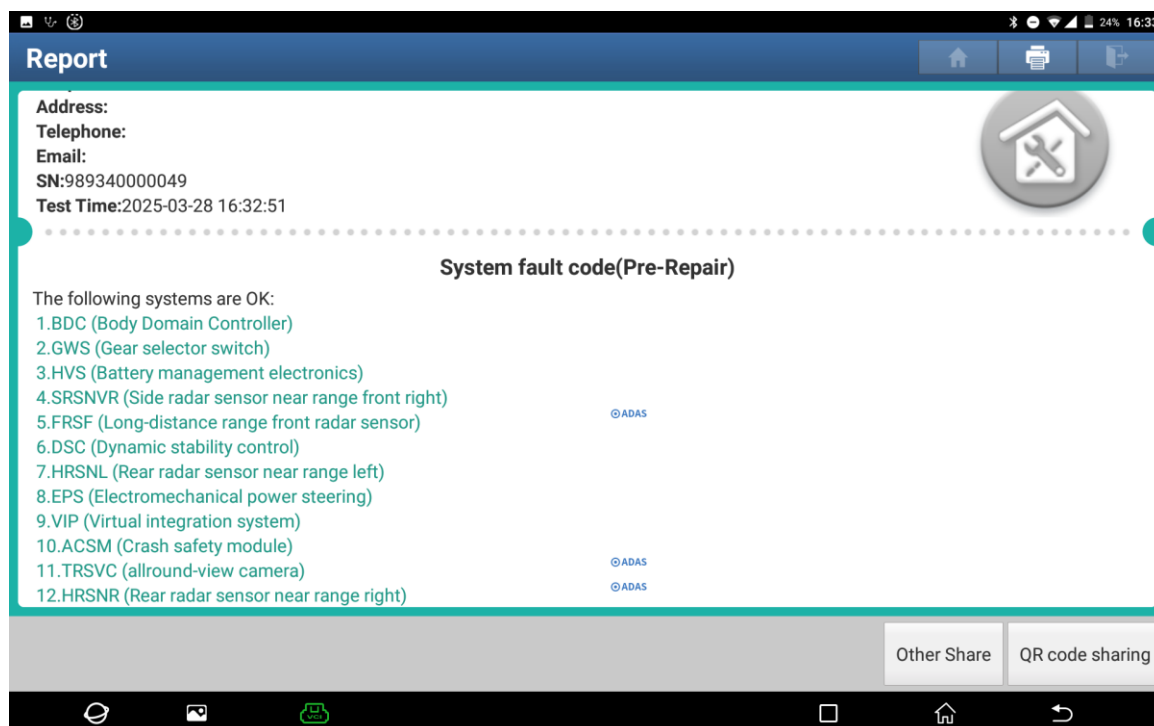 24% 16:33
Report
Address:
Telephone:
Email:
SN:989340000049
Test Time:2025-03-28 16:32:51
System fault code(Pre-Repair)
The following systems are OK:
1.BDC (Body Domain Controller)
2.GWS (Gear selector switch)
3.HVS (Battery management electronics)
4.SRSNVR (Side radar sensor near range front right)
5.FRSF (Long-distance range front radar sensor) ADAS
6.DSC (Dynamic stability control)
7.HRSNL (Rear radar sensor near range left)
8.EPS (Electromechanical power steering)
9.VIP (Virtual integration system)
10.ACSM (Crash safety module)
11.TRSVC (allround-view camera) ADAS
12.HRSNR (Rear radar sensor near range right) ADAS
Other Share QR code sharing
VCI